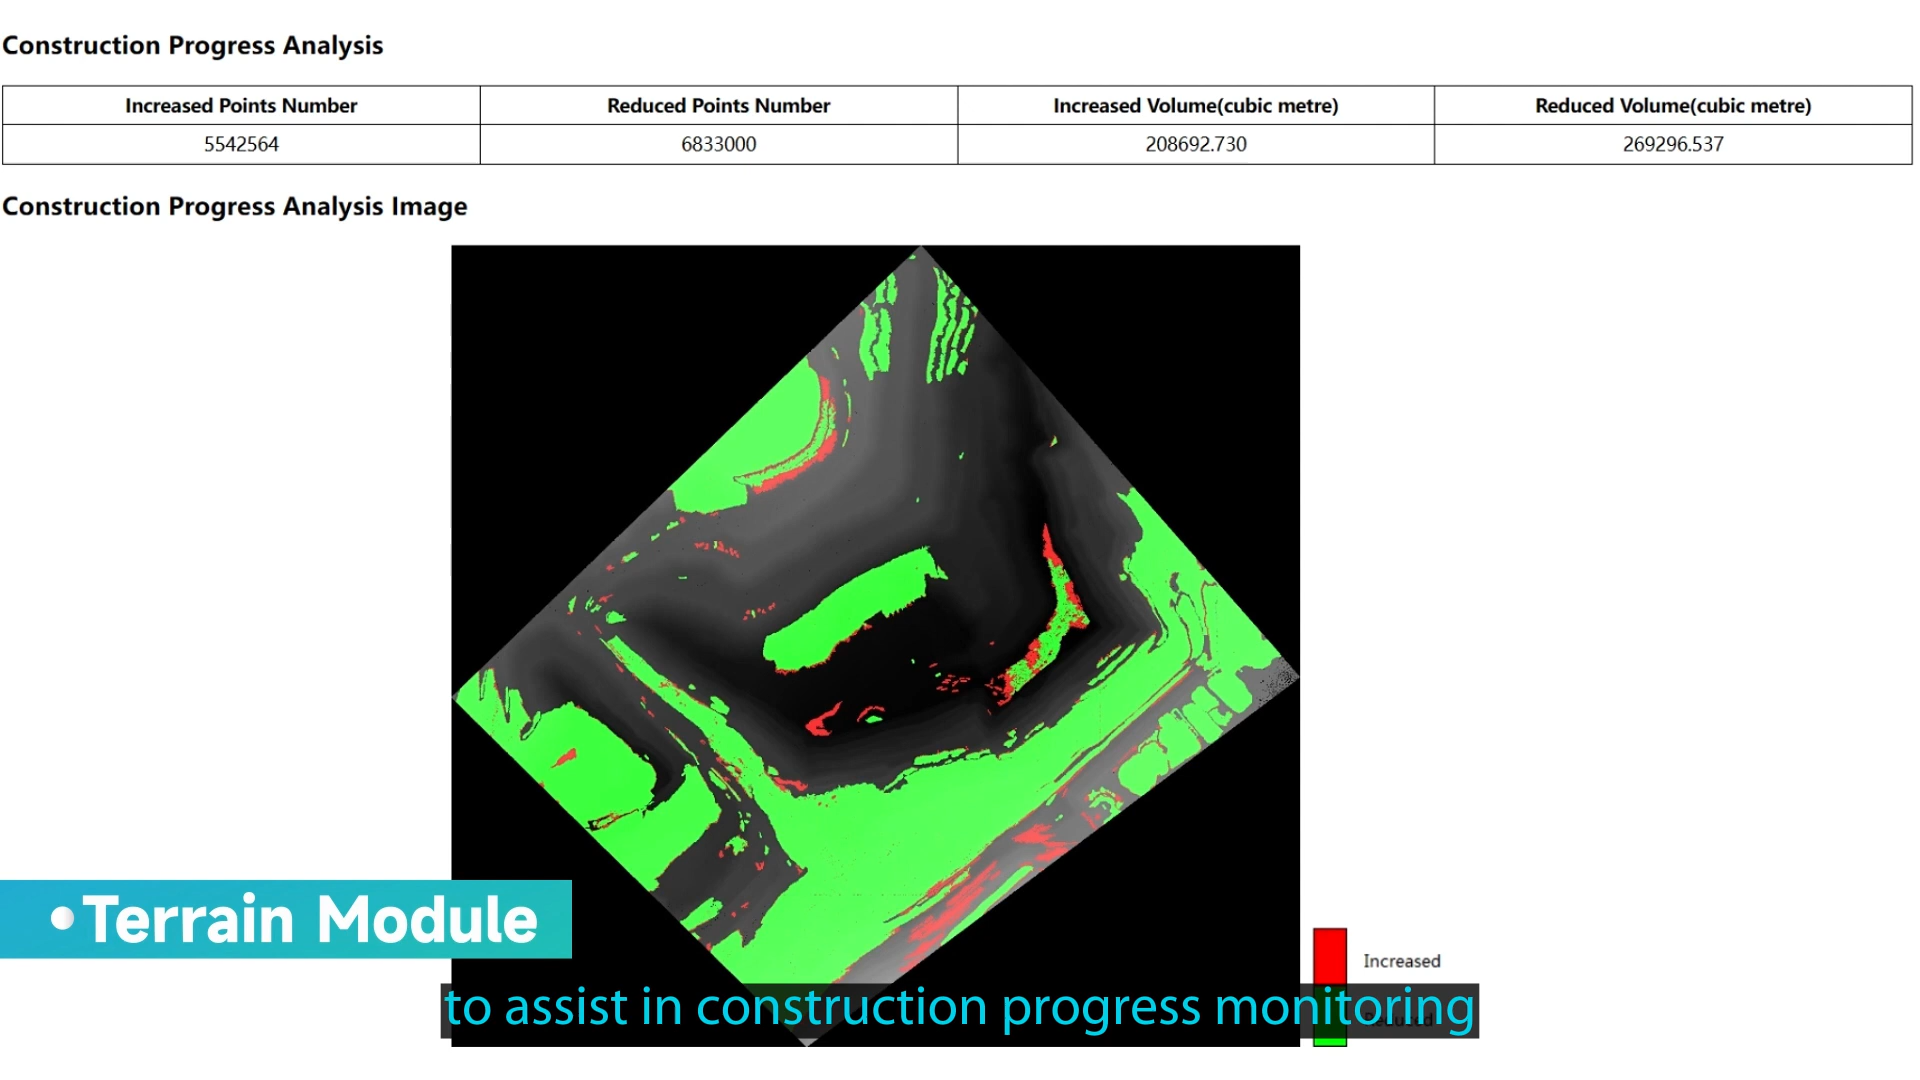 Construction Progress Analysis
Increased Points Number Reduced Points Number Increased Volume(cubic metre) Reduced Volume(cubic metre)
5542564 6833000 208692.730 269296.537
Construction Progress Analysis Image
•Terrain Module
Increased
to assist in construction progress monitoring